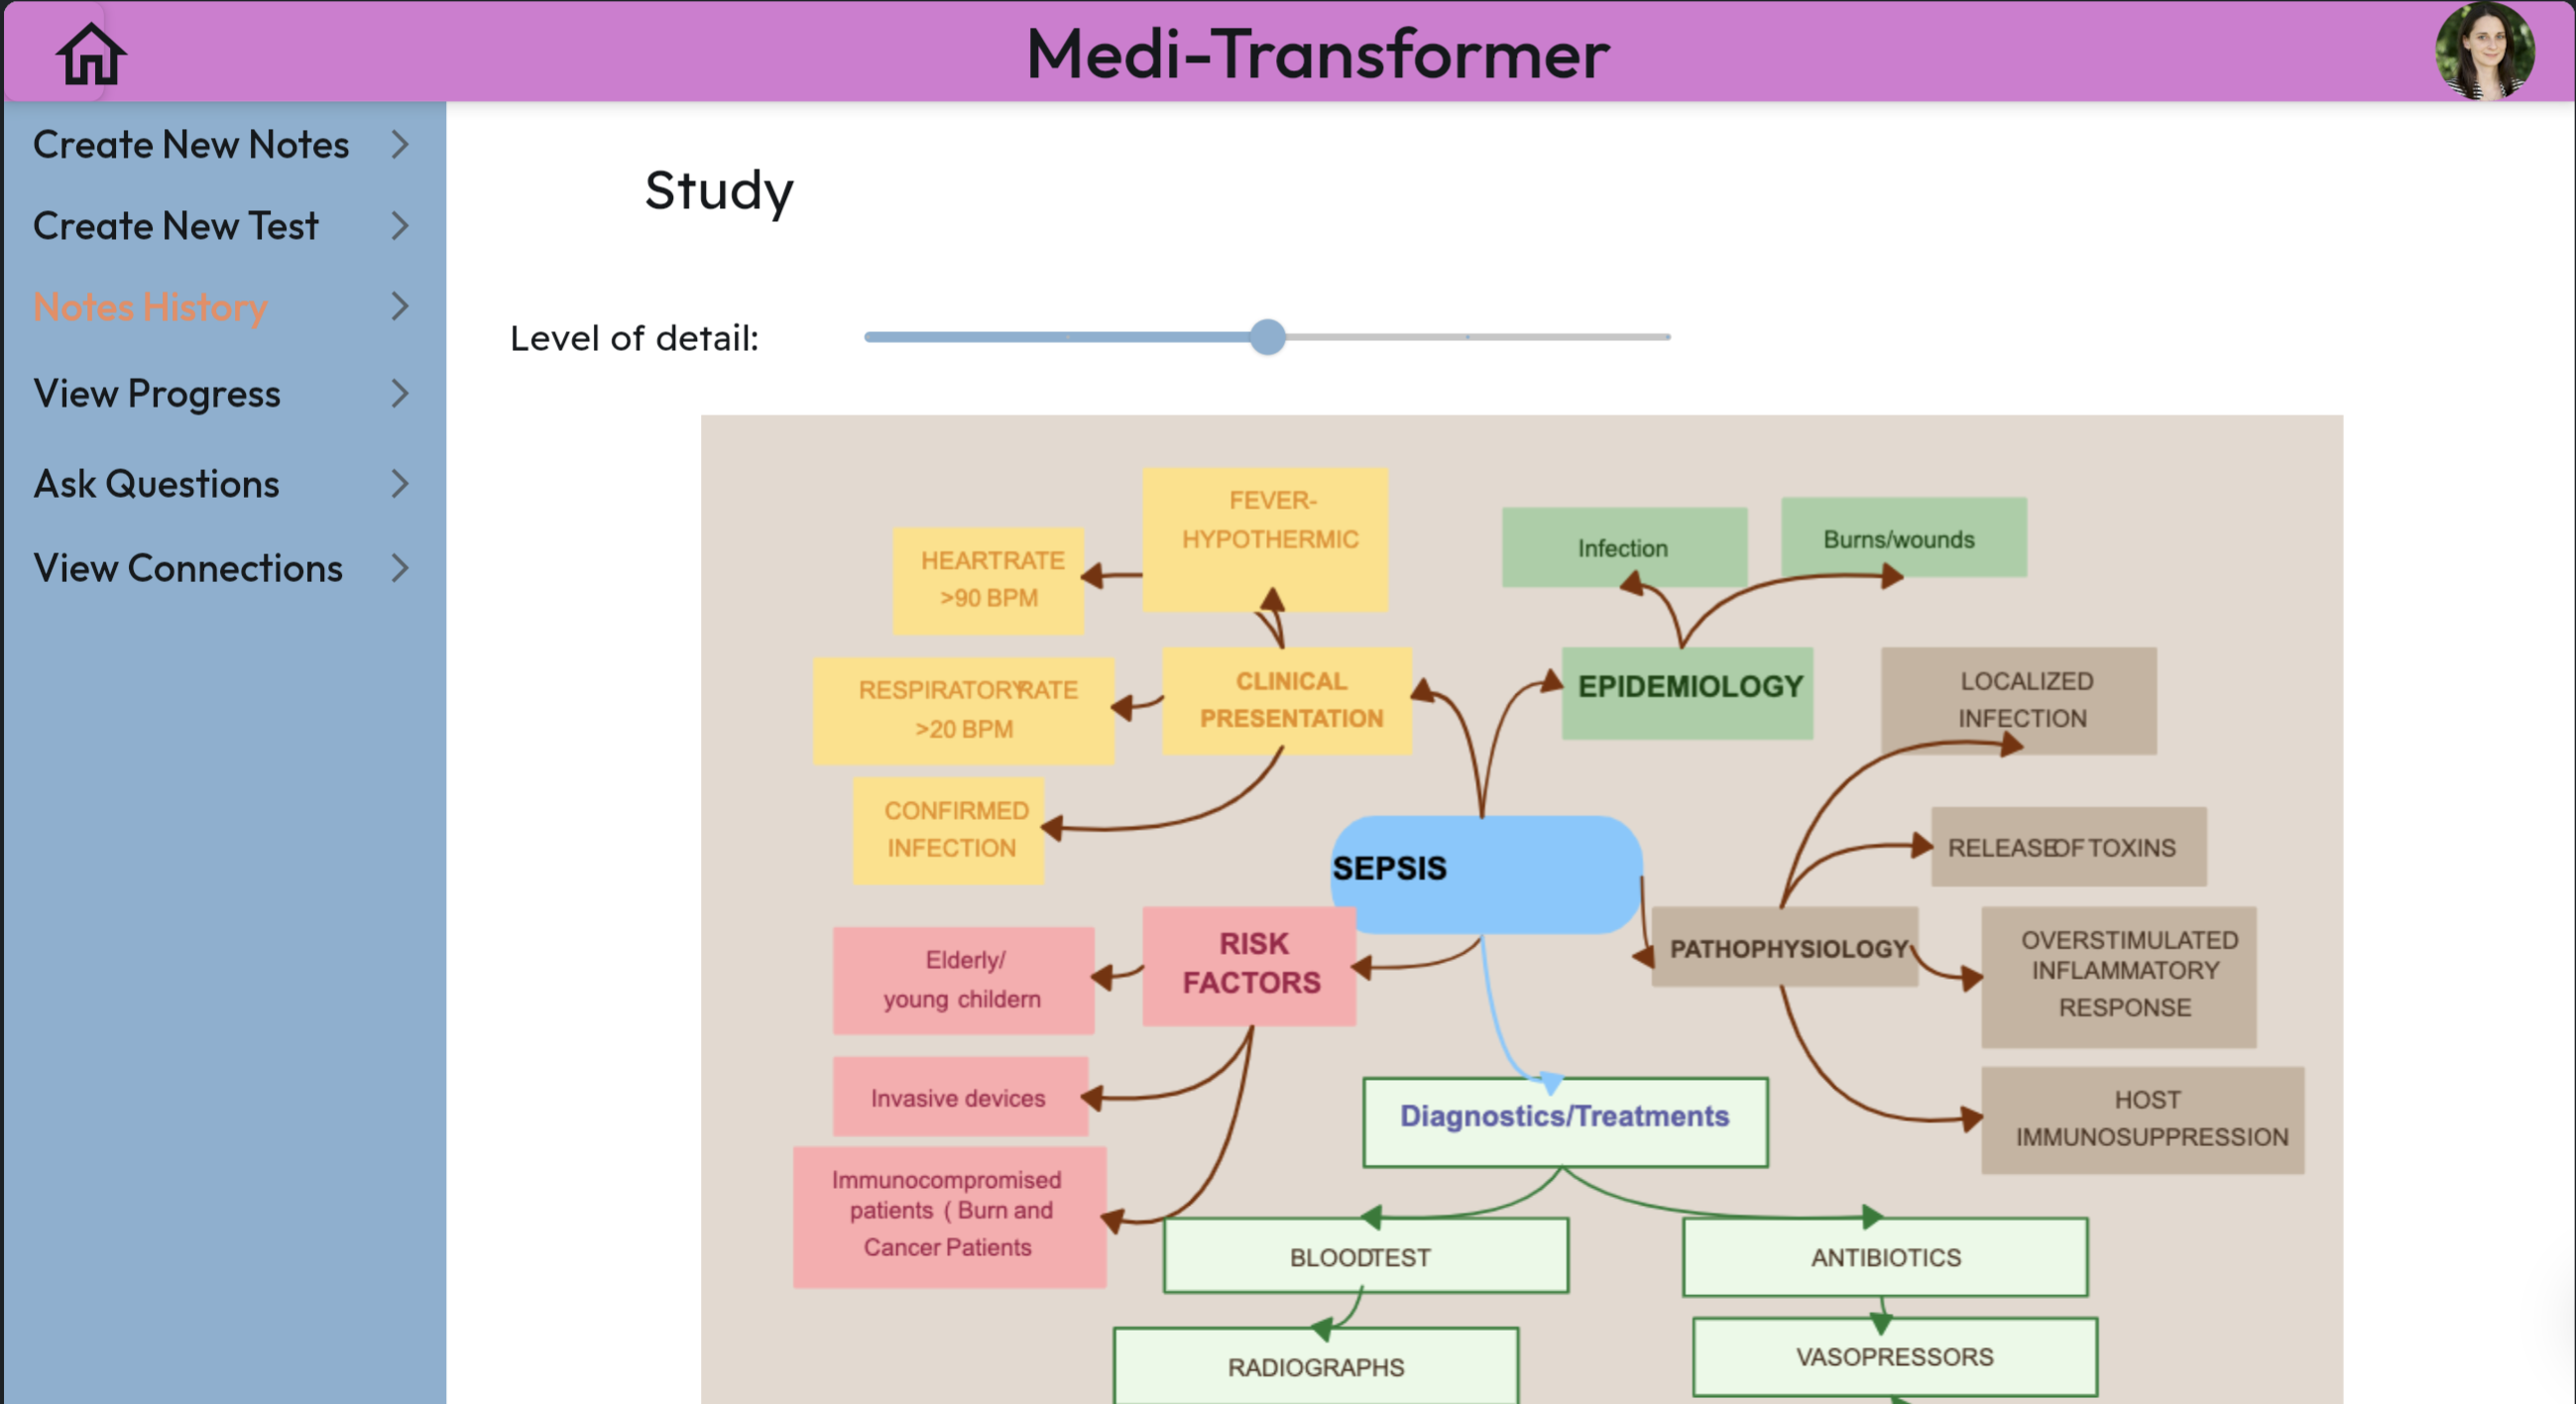 Medi-Transformer
Create New Notes
Create New Test
Notes History
View Progress
Ask Questions
View Connections
Study
Level of detail:
FEVER-
HYPOTHERMIC
HEARTRATE
>90 BPM
RESPIRATORYRATE
>20 BPM
CLINICAL
PRESENTATION
CONFIRMED
INFECTION
Infection
Burns/wounds
EPIDEMIOLOGY
LOCALIZED
INFECTION
RELEASEOFTOXINS
SEPSIS
PATHOPHYSIOLOGY
OVERSTIMULATED
INFLAMMATORY
RESPONSE
HOST
IMMUNOSUPPRESSION
RISK
FACTORS
Elderly/
young childern
Invasive devices
Immunocompromised
patients ( Burn and
Cancer Patients
Diagnostics/Treatments
BLOODTEST
RADIOGRAPHS
ANTIBIOTICS
VASOPRESSORS